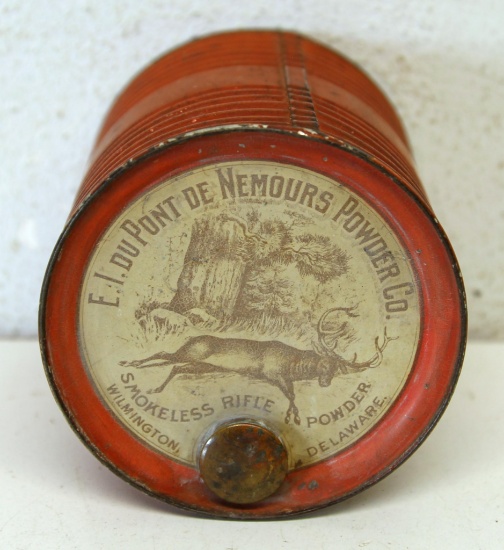 E. I. DU PONT DE NEMOURS POWDER CO.
SMOKELESS RIFLE POWDER
WILMINGTON, DELAWARE.